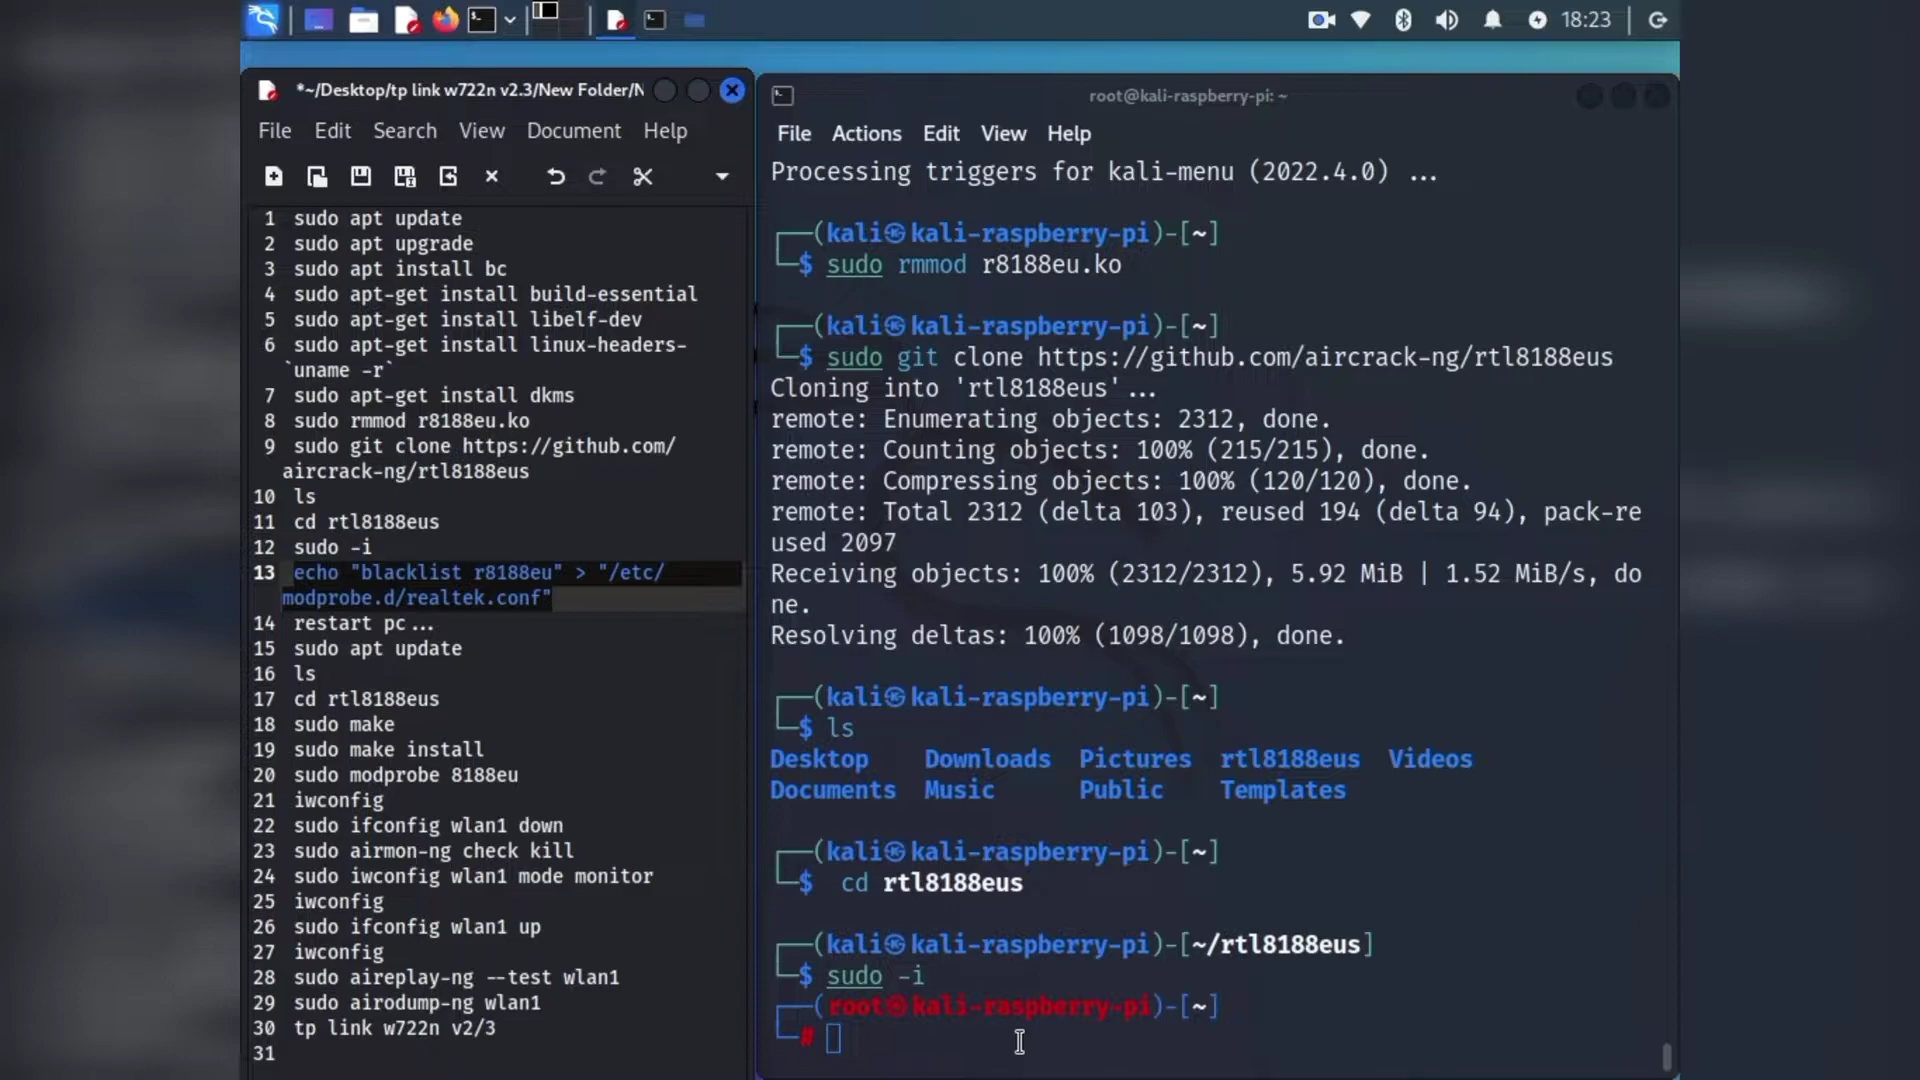 18:23
*~/Desktop/tp link w722n v2.3/New Folder/N
File Edit Search View Document Help
1 sudo apt update
2 sudo apt upgrade
3 sudo apt install bc
4 sudo apt-get install build-essential
5 sudo apt-get install libelf-dev
6 sudo apt-get install linux-headers-
`uname -r`
7 sudo apt-get install dkms
8 sudo rmmod r8188eu.ko
9 sudo git clone https://github.com/
aircrack-ng/rtl8188eus
10 ls
11 cd rtl8188eus
12 sudo -i
13 echo "blacklist r8188eu" > "/etc/
modprobe.d/realtek.conf"
14 restart pc...
15 sudo apt update
16 ls
17 cd rtl8188eus
18 sudo make
19 sudo make install
20 sudo modprobe 8188eu
21 iwconfig
22 sudo ifconfig wlan1 down
23 sudo airmon-ng check kill
24 sudo iwconfig wlan1 mode monitor
25 iwconfig
26 sudo ifconfig wlan1 up
27 iwconfig
28 sudo aireplay-ng --test wlan1
29 sudo airodump-ng wlan1
30 tp link w722n v2/3
31
root@kali-raspberry-pi: ~
File Actions Edit View Help
Processing triggers for kali-menu (2022.4.0) ...
┌──(kali㉿kali-raspberry-pi)-[~]
└─$ sudo rmmod r8188eu.ko
┌──(kali㉿kali-raspberry-pi)-[~]
└─$ sudo git clone https://github.com/aircrack-ng/rtl8188eus
Cloning into 'rtl8188eus'...
remote: Enumerating objects: 2312, done.
remote: Counting objects: 100% (215/215), done.
remote: Compressing objects: 100% (120/120), done.
remote: Total 2312 (delta 103), reused 194 (delta 94), pack-re
used 2097
Receiving objects: 100% (2312/2312), 5.92 MiB | 1.52 MiB/s, do
ne.
Resolving deltas: 100% (1098/1098), done.
┌──(kali㉿kali-raspberry-pi)-[~]
└─$ ls
Desktop Downloads Pictures rtl8188eus Videos
Documents Music Public Templates
┌──(kali㉿kali-raspberry-pi)-[~]
└─$ cd rtl8188eus
┌──(kali㉿kali-raspberry-pi)-[~/rtl8188eus]
└─$ sudo -i
┌──(root㉿kali-raspberry-pi)-[~]
└─#